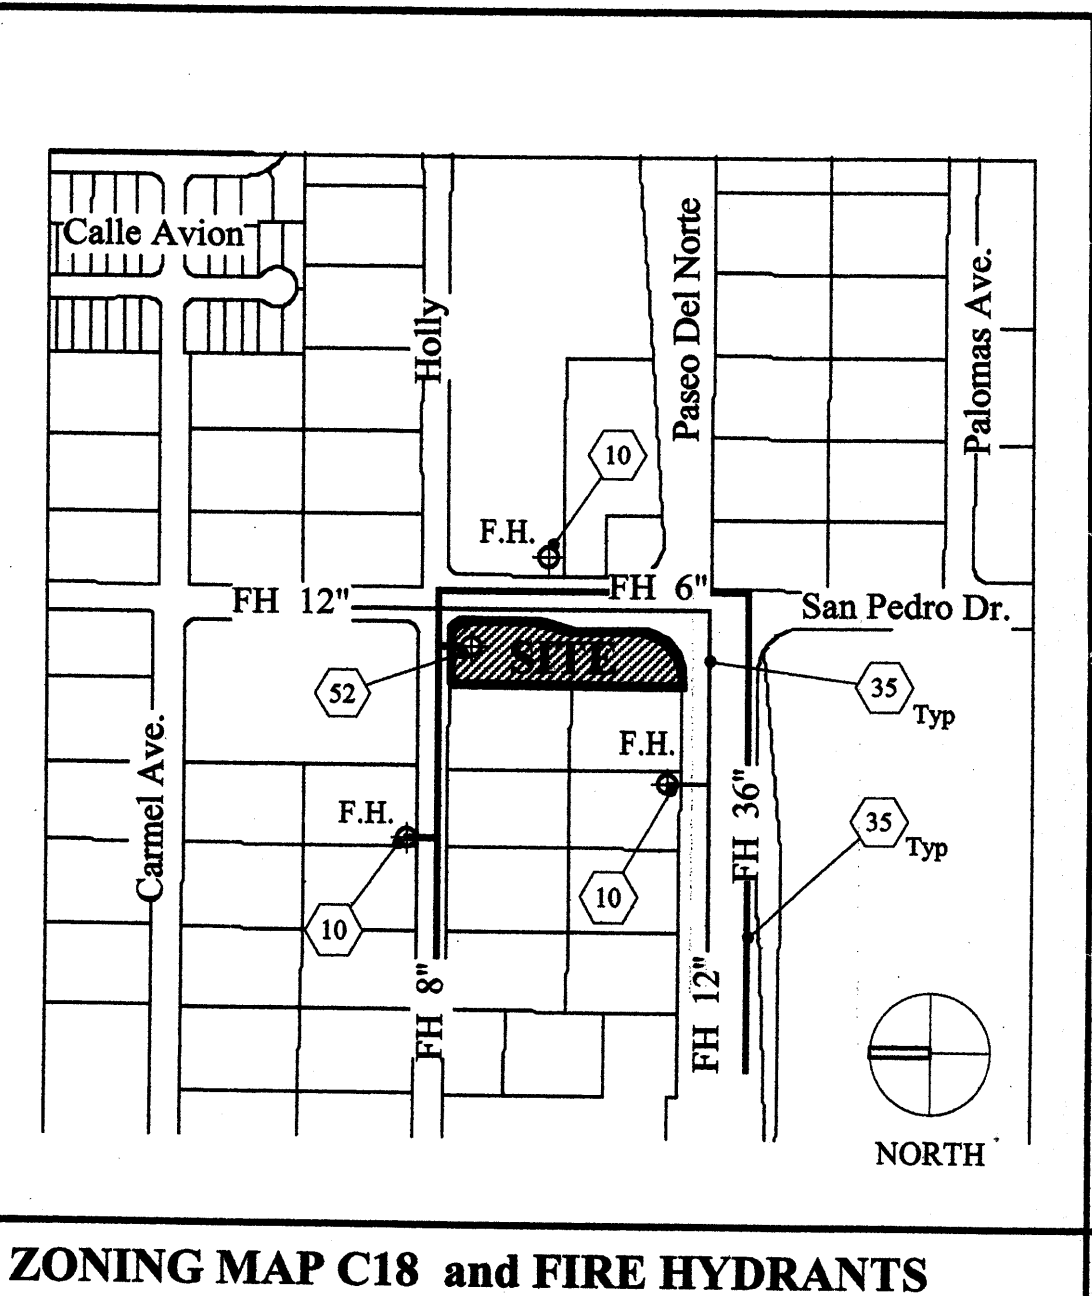 Calle Avion
Holly
Paseo Del Norte
Palomas Ave.
10
F.H.
FH 6"
FH 12"
San Pedro Dr.
SITE
52
35
Typ
F.H.
Carmel Ave.
FH 36"
F.H.
35
Typ
10
10
FH 8"
FH 12"
NORTH
ZONING MAP C18 and FIRE HYDRANTS